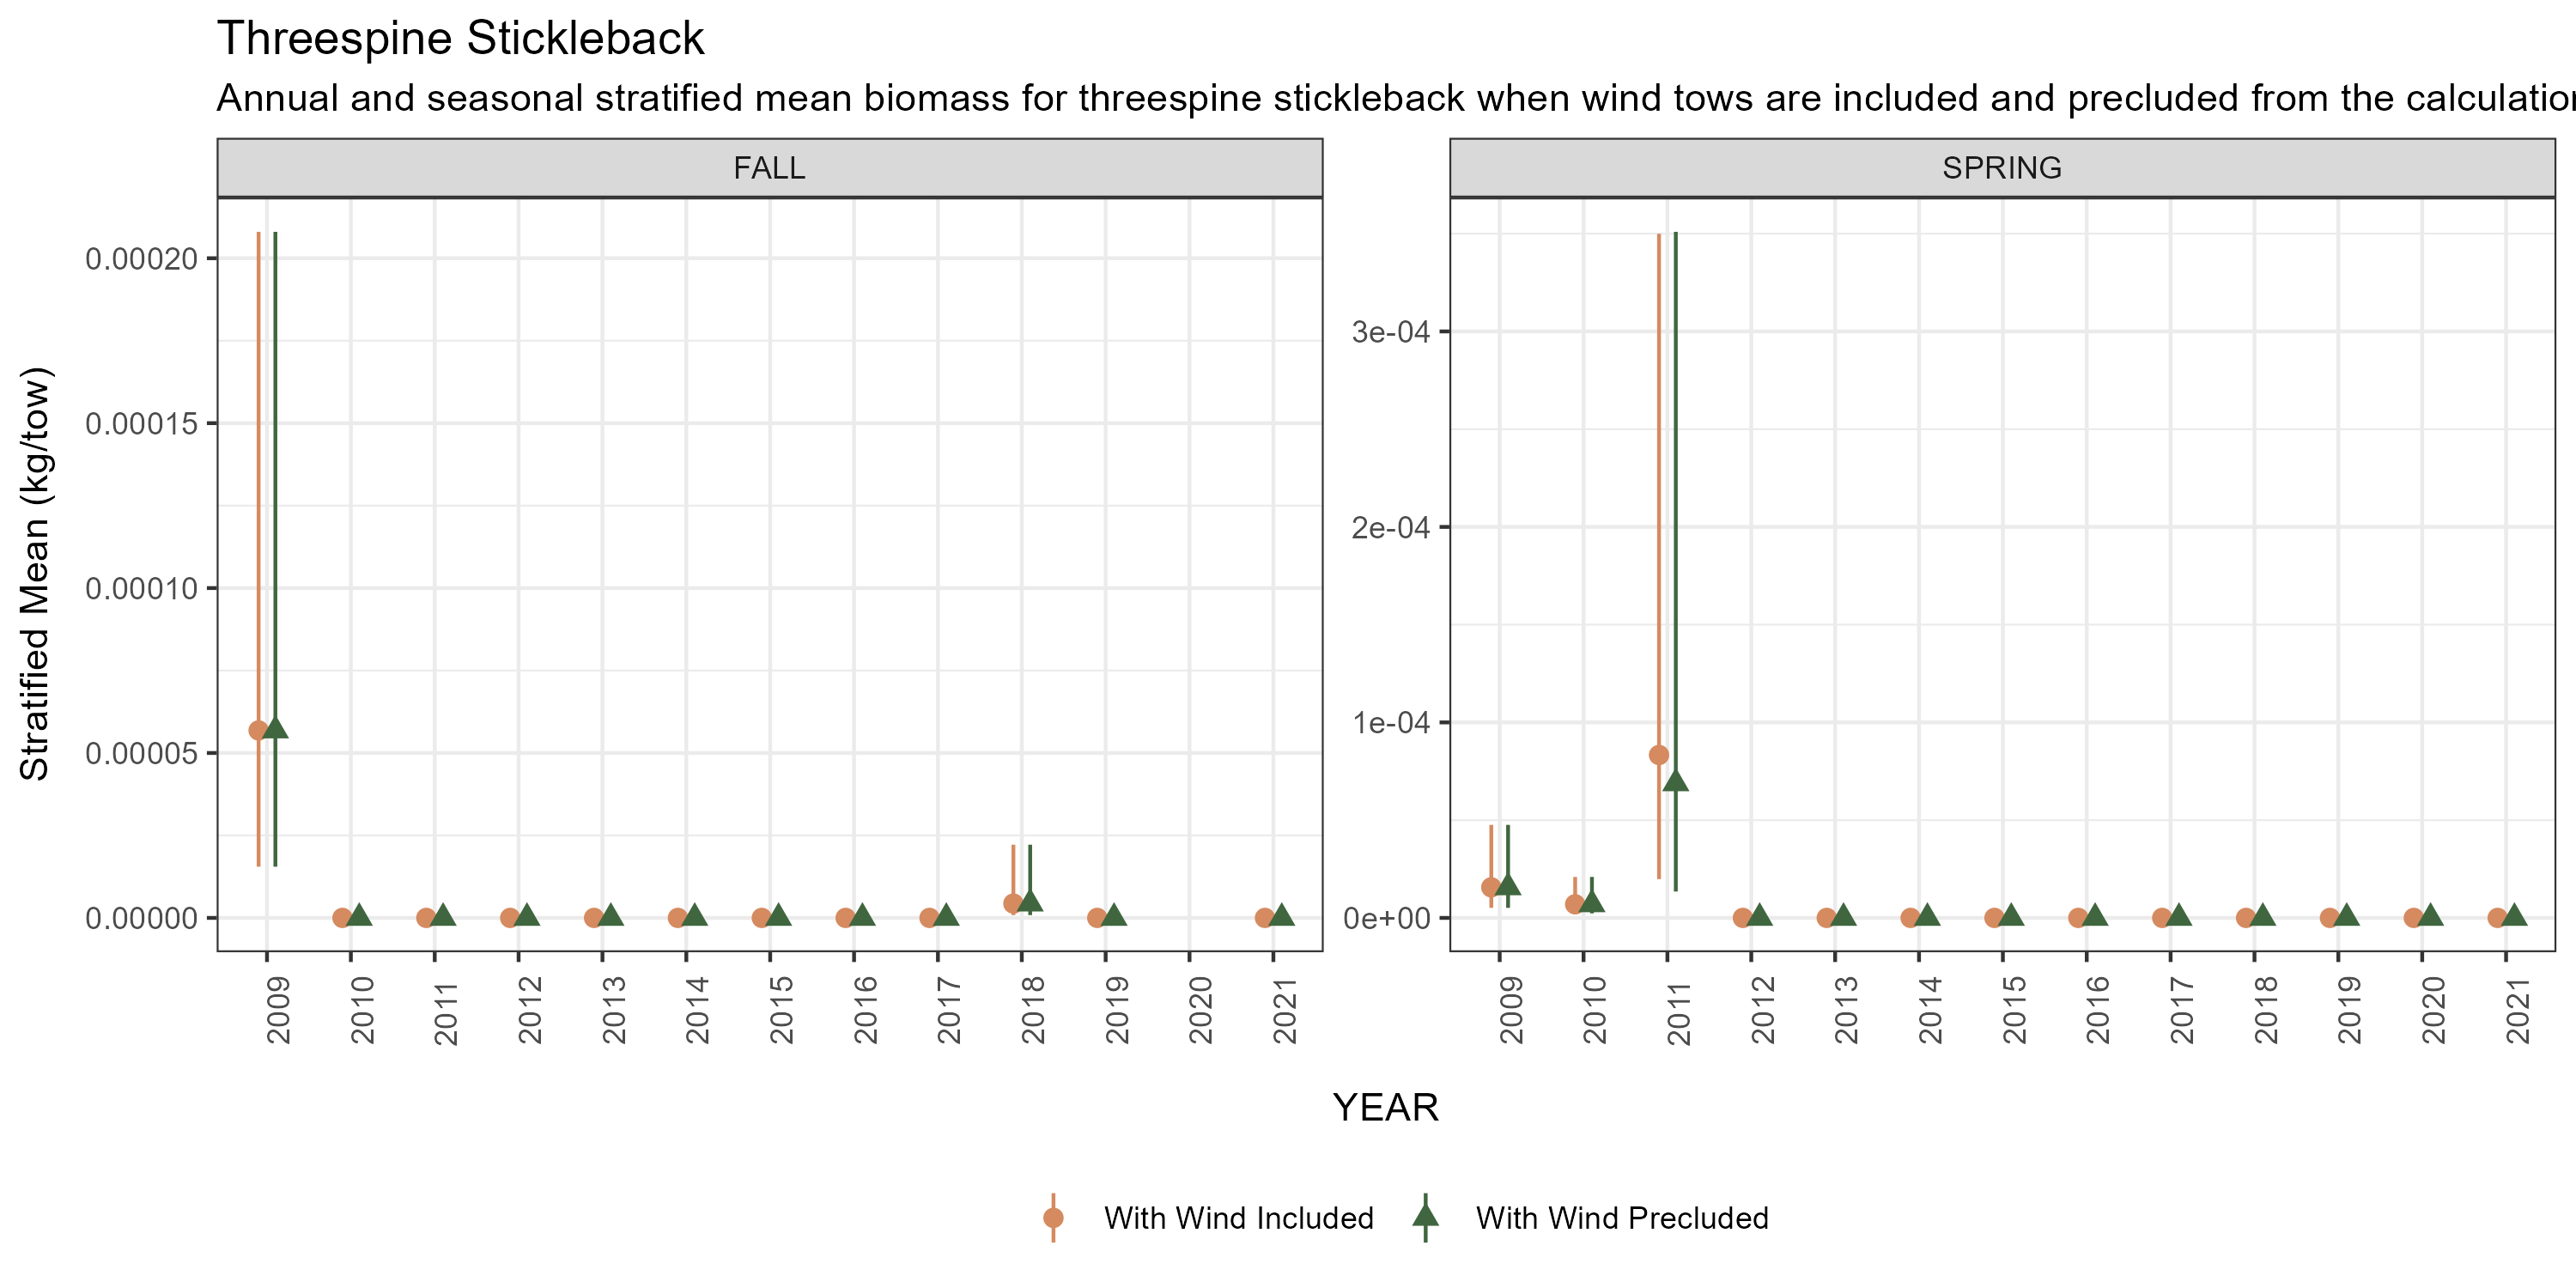 Threespine Stickleback
Annual and seasonal stratified mean biomass for threespine stickleback when wind tows are included and precluded from the calculation
FALL
SPRING
Stratified Mean (kg/tow)
0.00020
0.00015
0.00010
0.00005
0.00000
3e-04
2e-04
1e-04
0e+00
2009 2010 2011 2012 2013 2014 2015 2016 2017 2018 2019 2020 2021
2009 2010 2011 2012 2013 2014 2015 2016 2017 2018 2019 2020 2021
YEAR
With Wind Included
With Wind Precluded